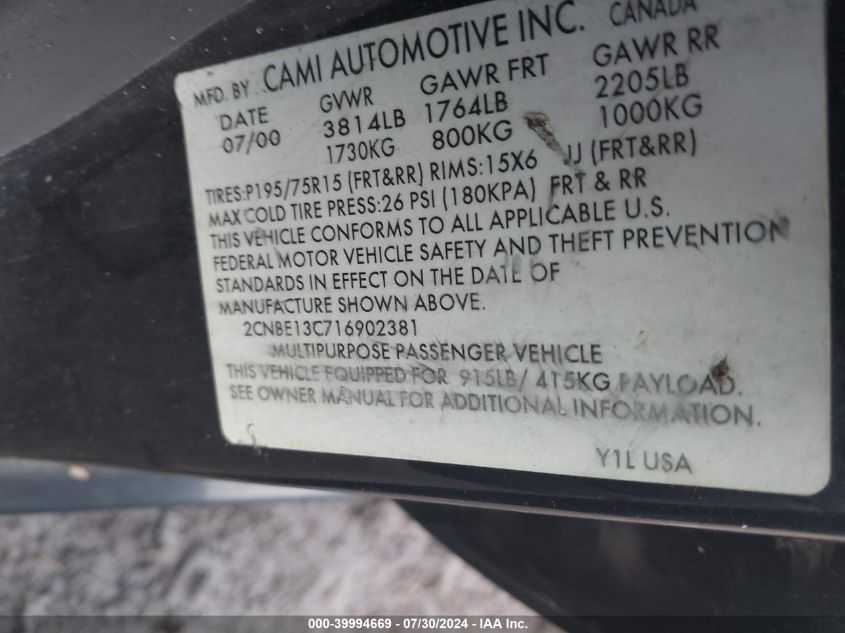 MFD. BY CAMI AUTOMOTIVE INC. CANADA
DATE GVWR GAWR FRT GAWR RR
07/00 3814LB 1764LB 2205LB
1730KG 800KG 1000KG
TIRES:P195/75R15 (FRT&RR) RIMS:15X6 JJ (FRT&RR)
MAX COLD TIRE PRESS:26 PSI (180KPA) FRT & RR
THIS VEHICLE CONFORMS TO ALL APPLICABLE U.S.
FEDERAL MOTOR VEHICLE SAFETY AND THEFT PREVENTION
STANDARDS IN EFFECT ON THE DATE OF
MANUFACTURE SHOWN ABOVE.
2CNBE13C716902381
MULTIPURPOSE PASSENGER VEHICLE
THIS VEHICLE EQUIPPED FOR 915LB/ 415KG PAYLOAD.
SEE OWNER MANUAL FOR ADDITIONAL INFORMATION.
Y1L USA
000-39994669 - 07/30/2024 - IAA Inc.